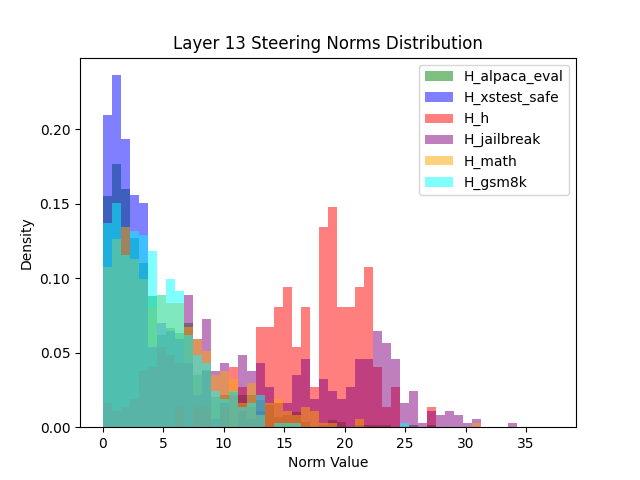 Layer 13 Steering Norms Distribution
H_alpaca_eval
H_xstest_safe
H_h
H_jailbreak
H_math
H_gsm8k
Density
0.20
0.15
0.10
0.05
0.00
0 5 10 15 20 25 30 35
Norm Value